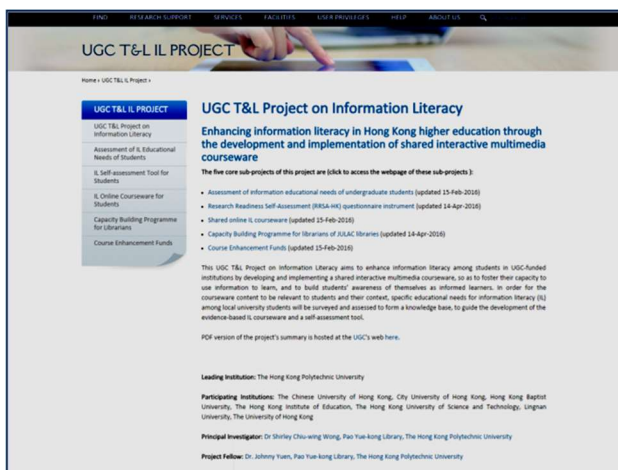 FIND RESEARCH SUPPORT SERVICES FACILITIES USER PRIVILEGES HELP ABOUT US
UGC T&L IL PROJECT
Home › UGC T&L IL Project ›
UGC T&L IL PROJECT
UGC T&L Project on
Information Literacy
Assessment of IL Educational
Needs of Students
IL Self-assessment Tool for
Students
IL Online Courseware for
Students
Capacity Building Programme
for Librarians
Course Enhancement Funds
UGC T&L Project on Information Literacy
Enhancing information literacy in Hong Kong higher education through
the development and implementation of shared interactive multimedia
courseware
The five core sub-projects of this project are (click to access the webpage of these sub-projects ):
• Assessment of information educational needs of undergraduate students (updated 15-Feb-2016)
• Research Readiness Self-Assessment (RRSA-HK) questionnaire instrument (updated 14-Apr-2016)
• Shared online IL courseware (updated 15-Feb-2016)
• Capacity Building Programme for librarians of JULAC libraries (updated 14-Apr-2016)
• Course Enhancement Funds (updated 15-Feb-2016)
This UGC T&L Project on Information Literacy aims to enhance information literacy among students in UGC-funded
institutions by developing and implementing a shared interactive multimedia courseware, so as to foster their capacity to
use information to learn, and to build students' awareness of themselves as informed learners. In order for the
courseware content to be relevant to students and their context, specific educational needs for information literacy (IL)
among local university students will be surveyed and assessed to form a knowledge base, to guide the development of the
evidence-based IL courseware and a self-assessment tool.
PDF version of the project's summary is hosted at the UGC's web here.
Leading Institution: The Hong Kong Polytechnic University
Participating Institutions: The Chinese University of Hong Kong, City University of Hong Kong, Hong Kong Baptist
University, The Hong Kong Institute of Education, The Hong Kong University of Science and Technology, Lingnan
University, The University of Hong Kong
Principal Investigator: Dr Shirley Chiu-wing Wong, Pao Yue-kong Library, The Hong Kong Polytechnic University
Project Fellow: Dr. Johnny Yuen, Pao Yue-kong Library, The Hong Kong Polytechnic University